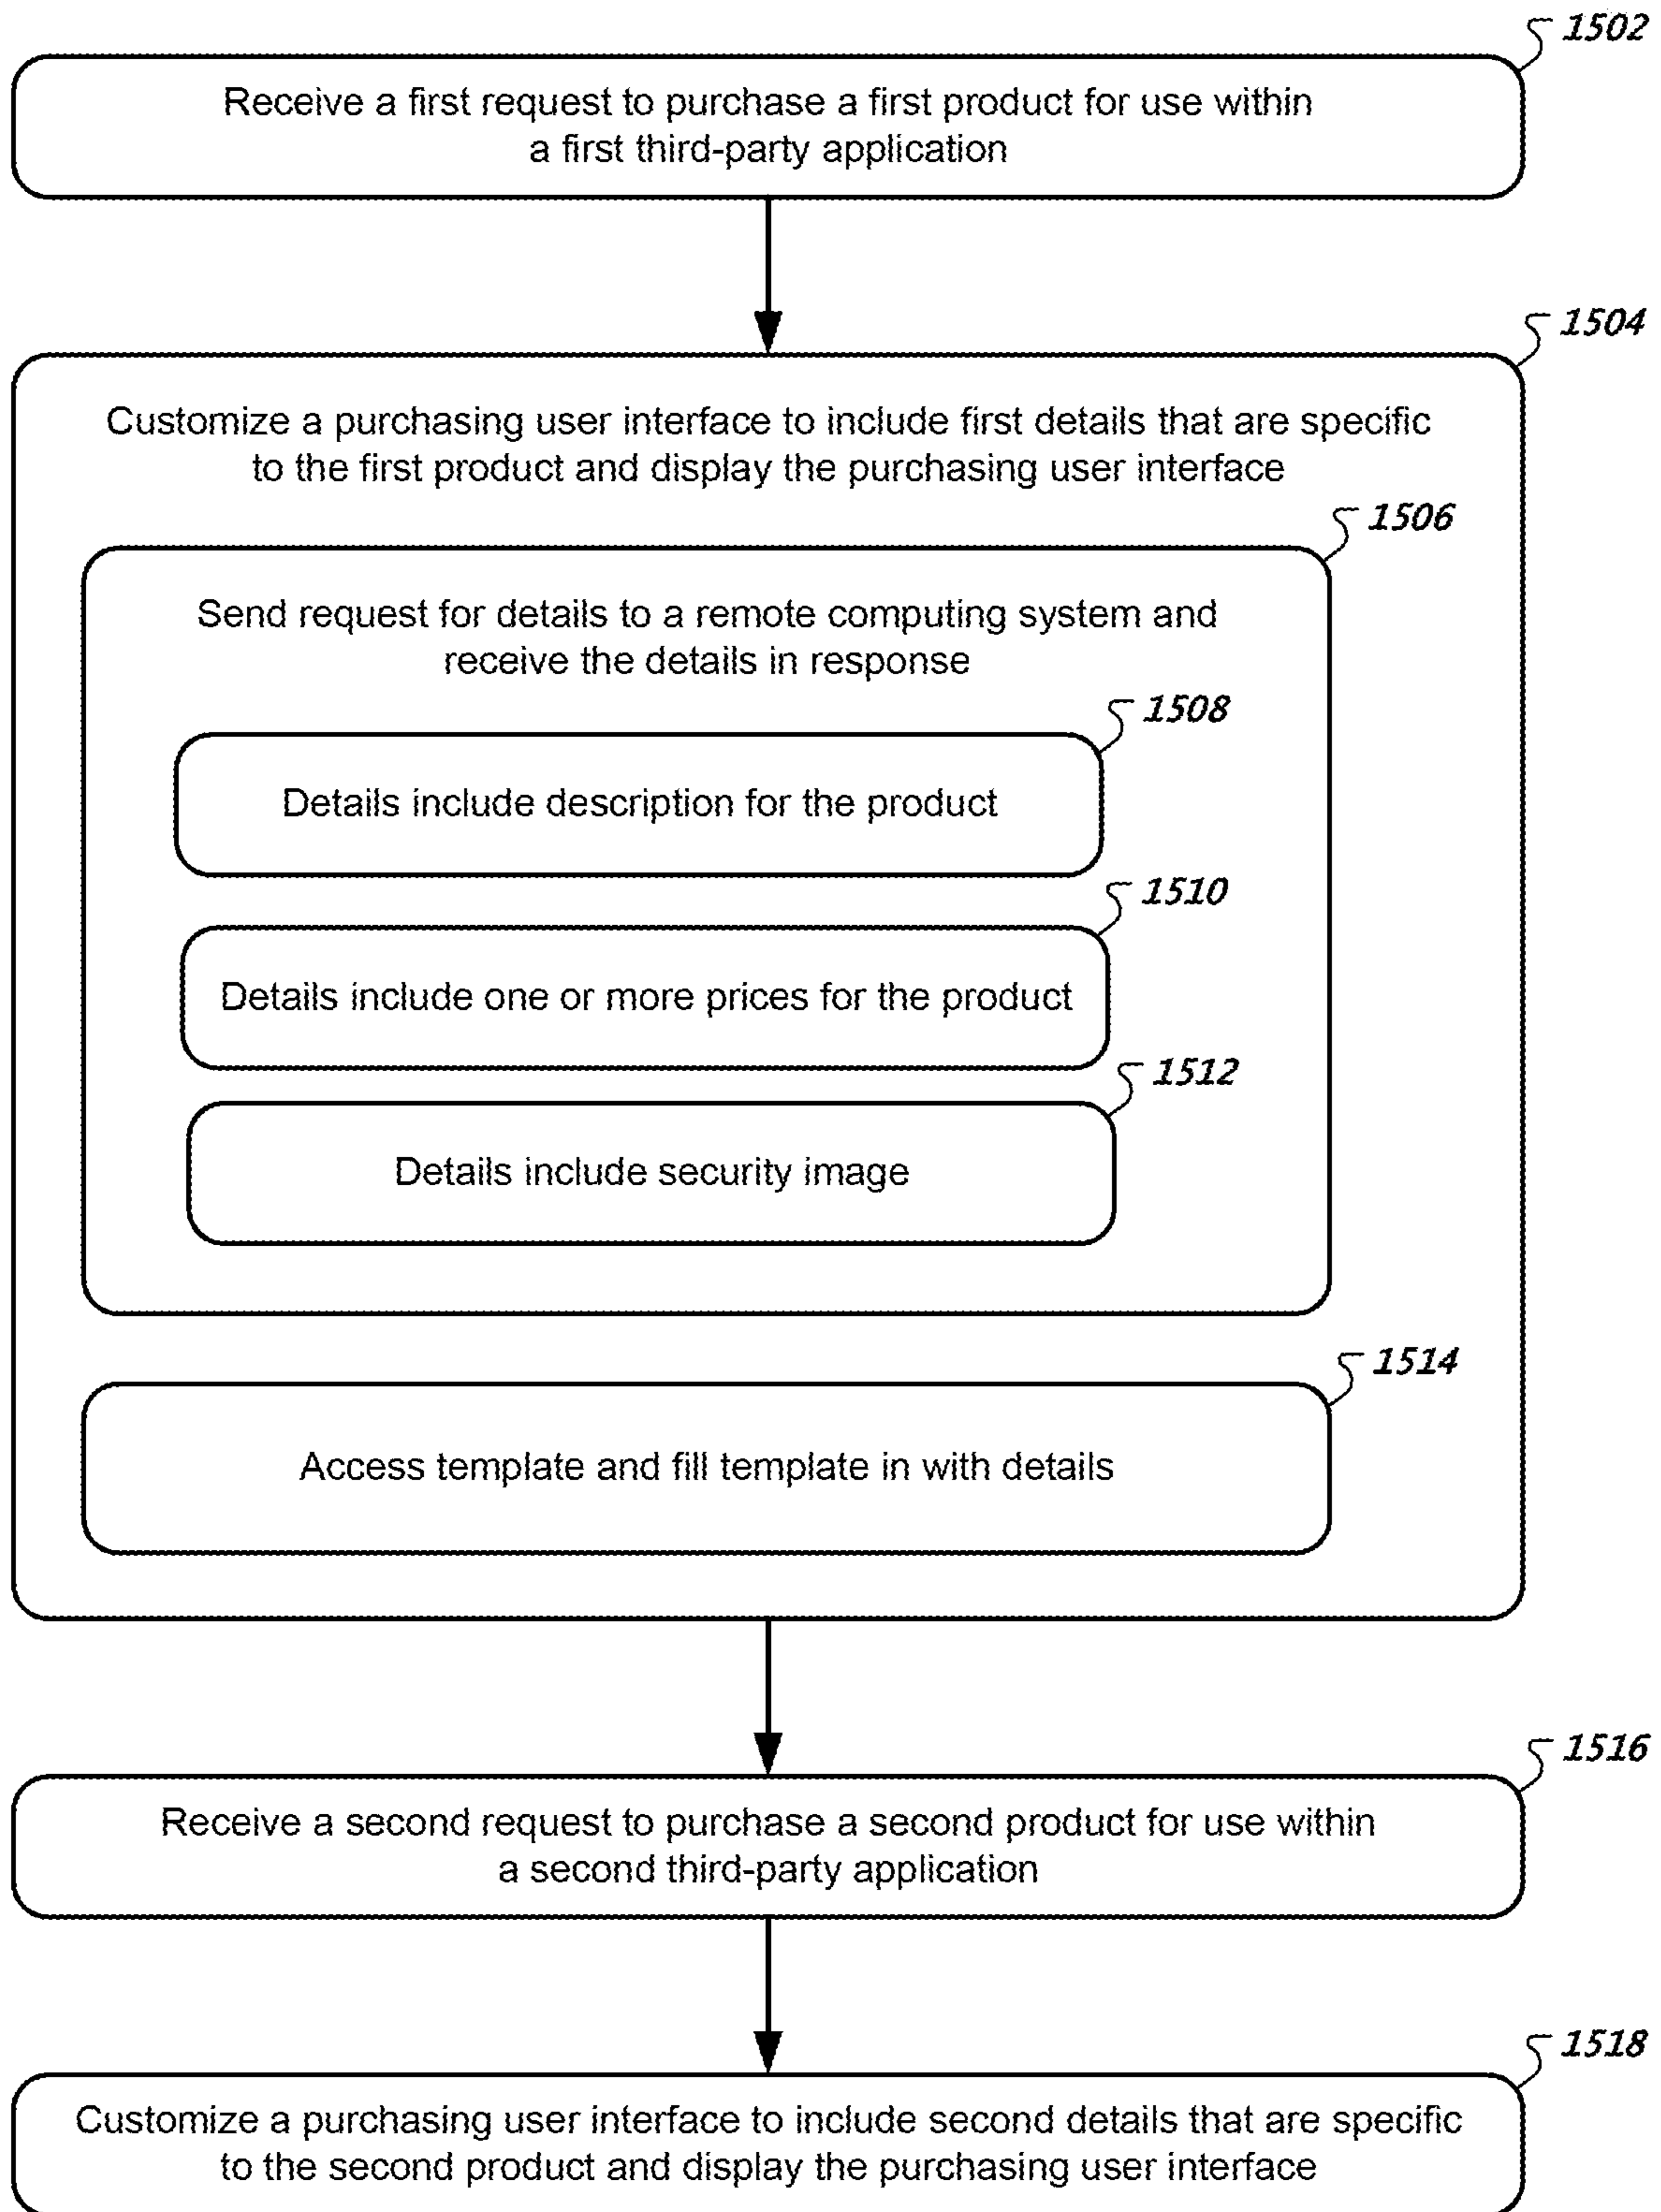 1502
Receive a first request to purchase a first product for use within
a first third-party application
1504
Customize a purchasing user interface to include first details that are specific
to the first product and display the purchasing user interface
1506
Send request for details to a remote computing system and
receive the details in response
1508
Details include description for the product
1510
Details include one or more prices for the product
1512
Details include security image
1514
Access template and fill template in with details
1516
Receive a second request to purchase a second product for use within
a second third-party application
1518
Customize a purchasing user interface to include second details that are specific
to the second product and display the purchasing user interface